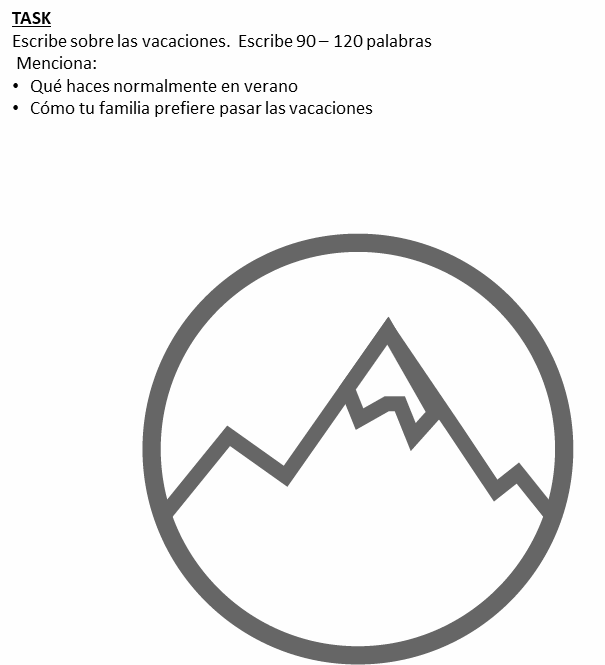 TASK
Escribe sobre las vacaciones.  Escribe 90 – 120 palabras
Menciona:
• Qué haces normalmente en verano
• Cómo tu familia prefiere pasar las vacaciones